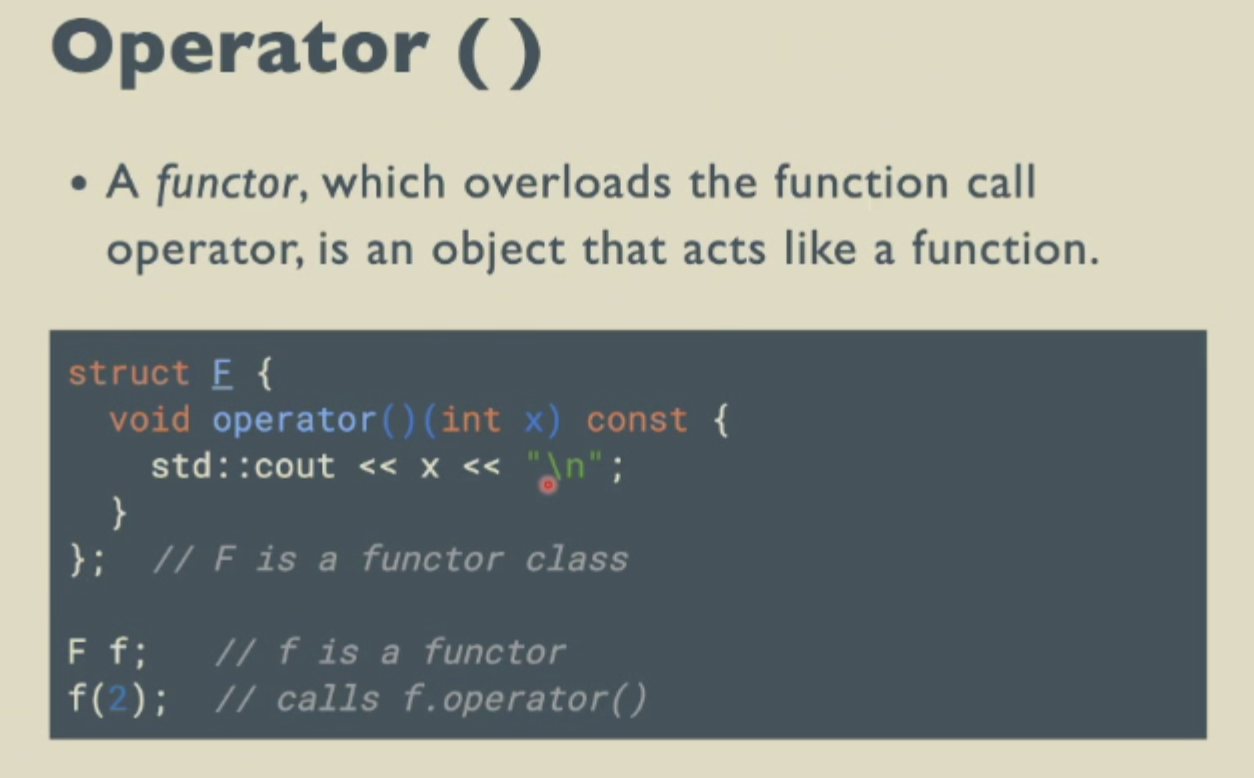 Operator ()
• A functor, which overloads the function call
operator, is an object that acts like a function.
struct F {
  void operator()(int x) const {
    std::cout << x << "\n";
  }
};  // F is a functor class
F f;   // f is a functor
f(2);  // calls f.operator()